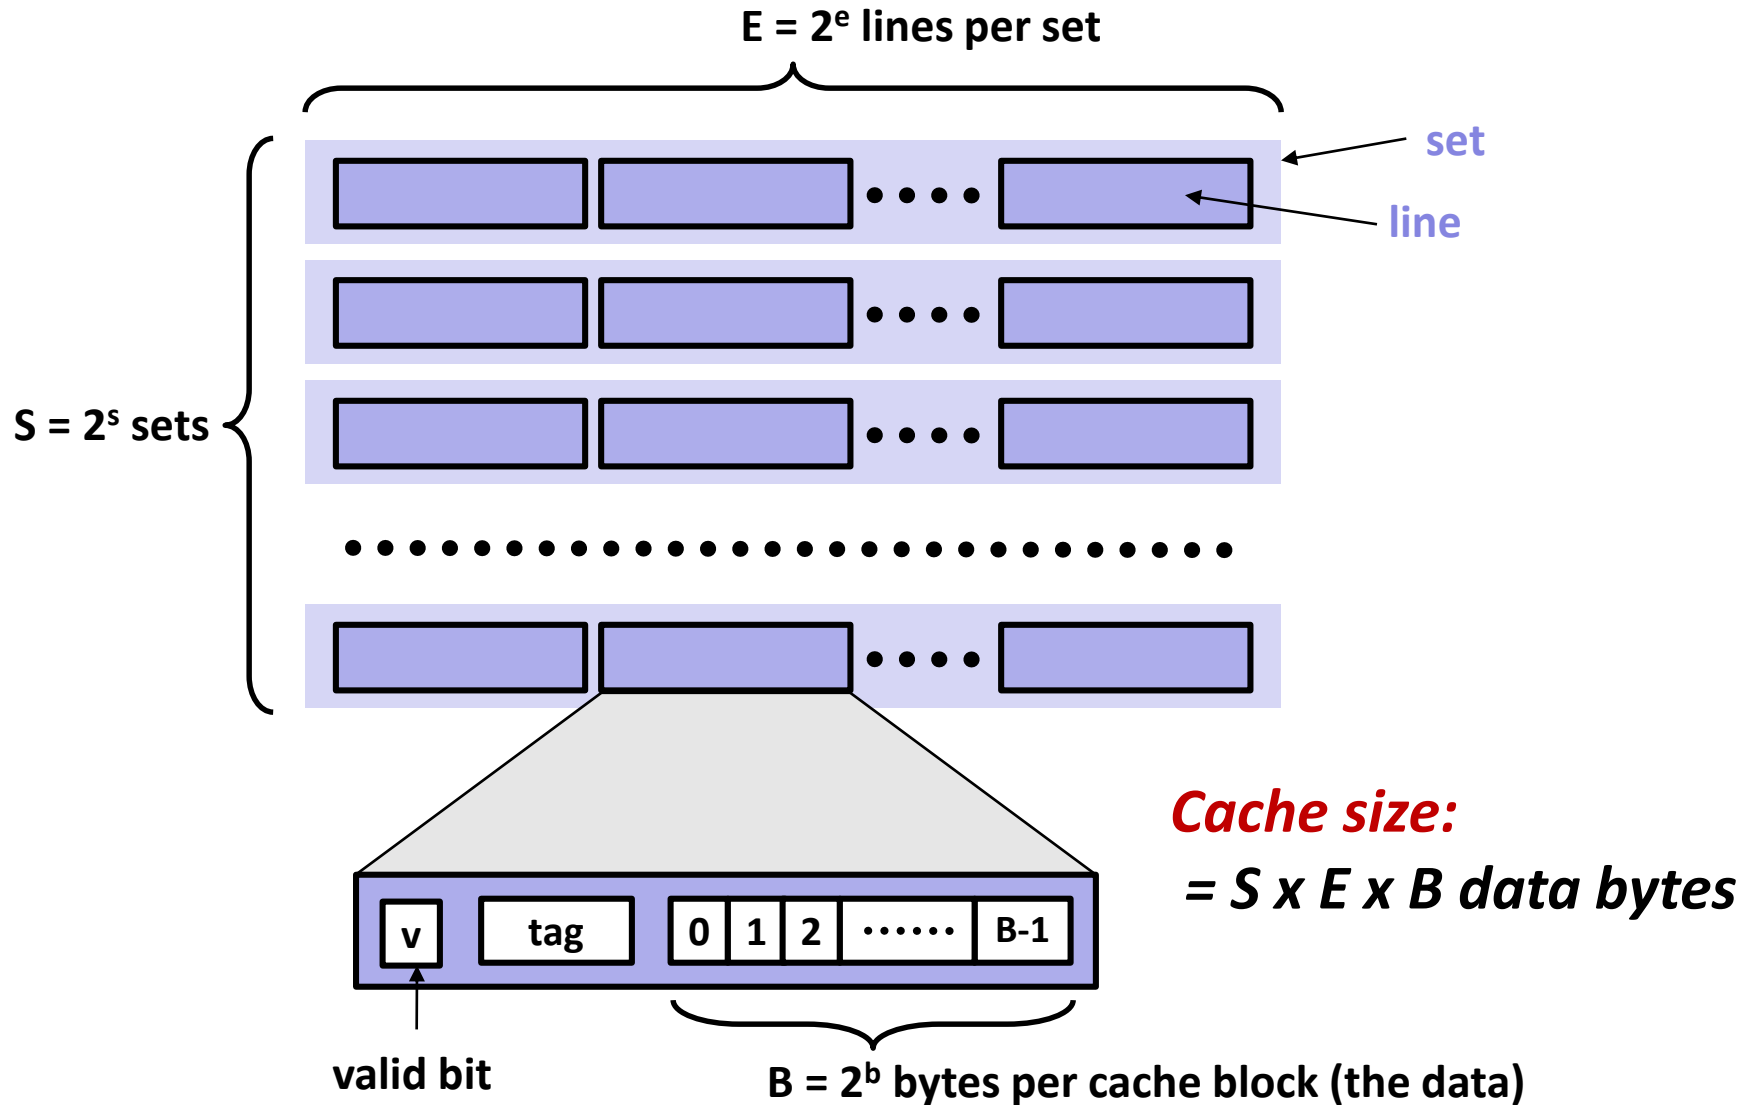 E = 2ᵉ lines per set
set
line
S = 2ˢ sets
Cache size:
= S x E x B data bytes
v
tag
0 1 2 •••••• B-1
valid bit
B = 2ᵇ bytes per cache block (the data)